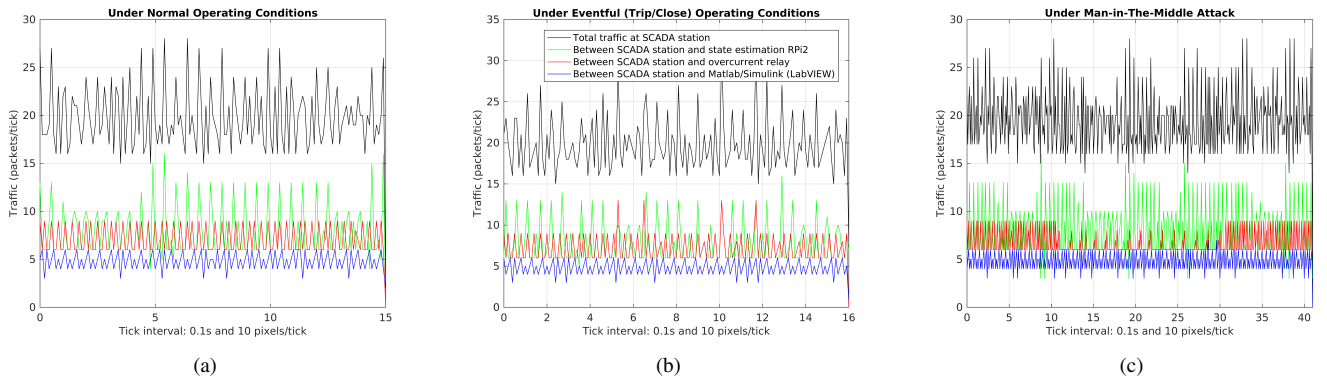 Under Normal Operating Conditions
30
25
20
15
10
5
0
Traffic (packets/tick)
0 5 10 15
Tick interval: 0.1s and 10 pixels/tick
(a)
Under Eventful (Trip/Close) Operating Conditions
Total traffic at SCADA station
Between SCADA station and state estimation RPi2
Between SCADA station and overcurrent relay
Between SCADA station and Matlab/Simulink (LabVIEW)
35
30
25
20
15
10
5
0
Traffic (packets/tick)
0 2 4 6 8 10 12 14 16
Tick interval: 0.1s and 10 pixels/tick
(b)
Under Man-in-The-Middle Attack
30
25
20
15
10
5
0
Traffic (packets/tick)
0 5 10 15 20 25 30 35 40
Tick interval: 0.1s and 10 pixels/tick
(c)